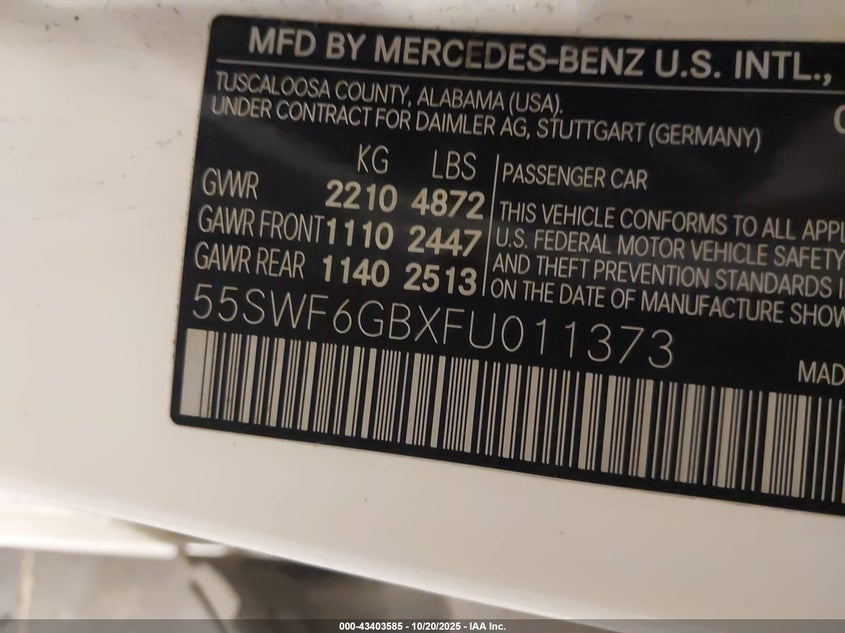 MFD BY MERCEDES-BENZ U.S. INTL.,
TUSCALOOSA COUNTY, ALABAMA (USA),
UNDER CONTRACT FOR DAIMLER AG, STUTTGART (GERMANY)
KG LBS
GVWR 2210 4872
GAWR FRONT 1110 2447
GAWR REAR 1140 2513
PASSENGER CAR
THIS VEHICLE CONFORMS TO ALL APPL
U.S. FEDERAL MOTOR VEHICLE SAFETY
AND THEFT PREVENTION STANDARDS I
ON THE DATE OF MANUFACTURE SHOW
55SWF6GBXFU011373
MAD
000-43403585 - 10/20/2025 - IAA Inc.